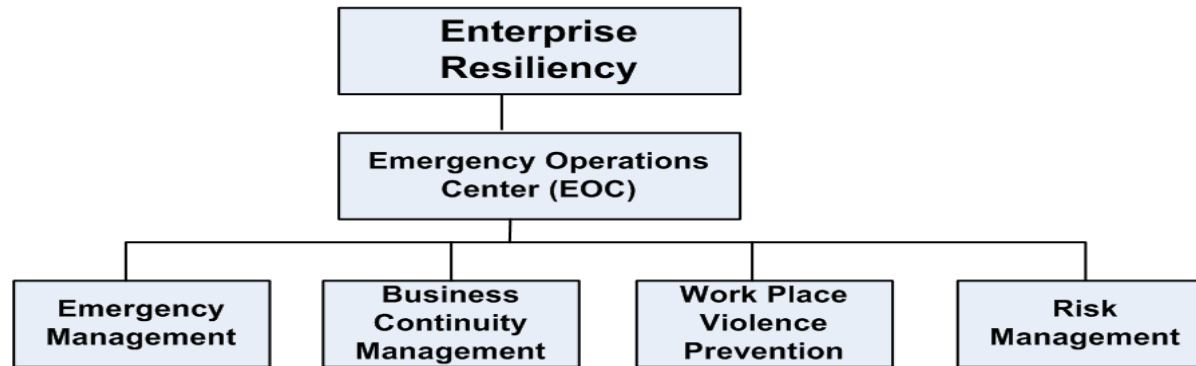 Enterprise
Resiliency
Emergency Operations
Center (EOC)
Emergency
Management
Business
Continuity
Management
Work Place
Violence
Prevention
Risk
Management